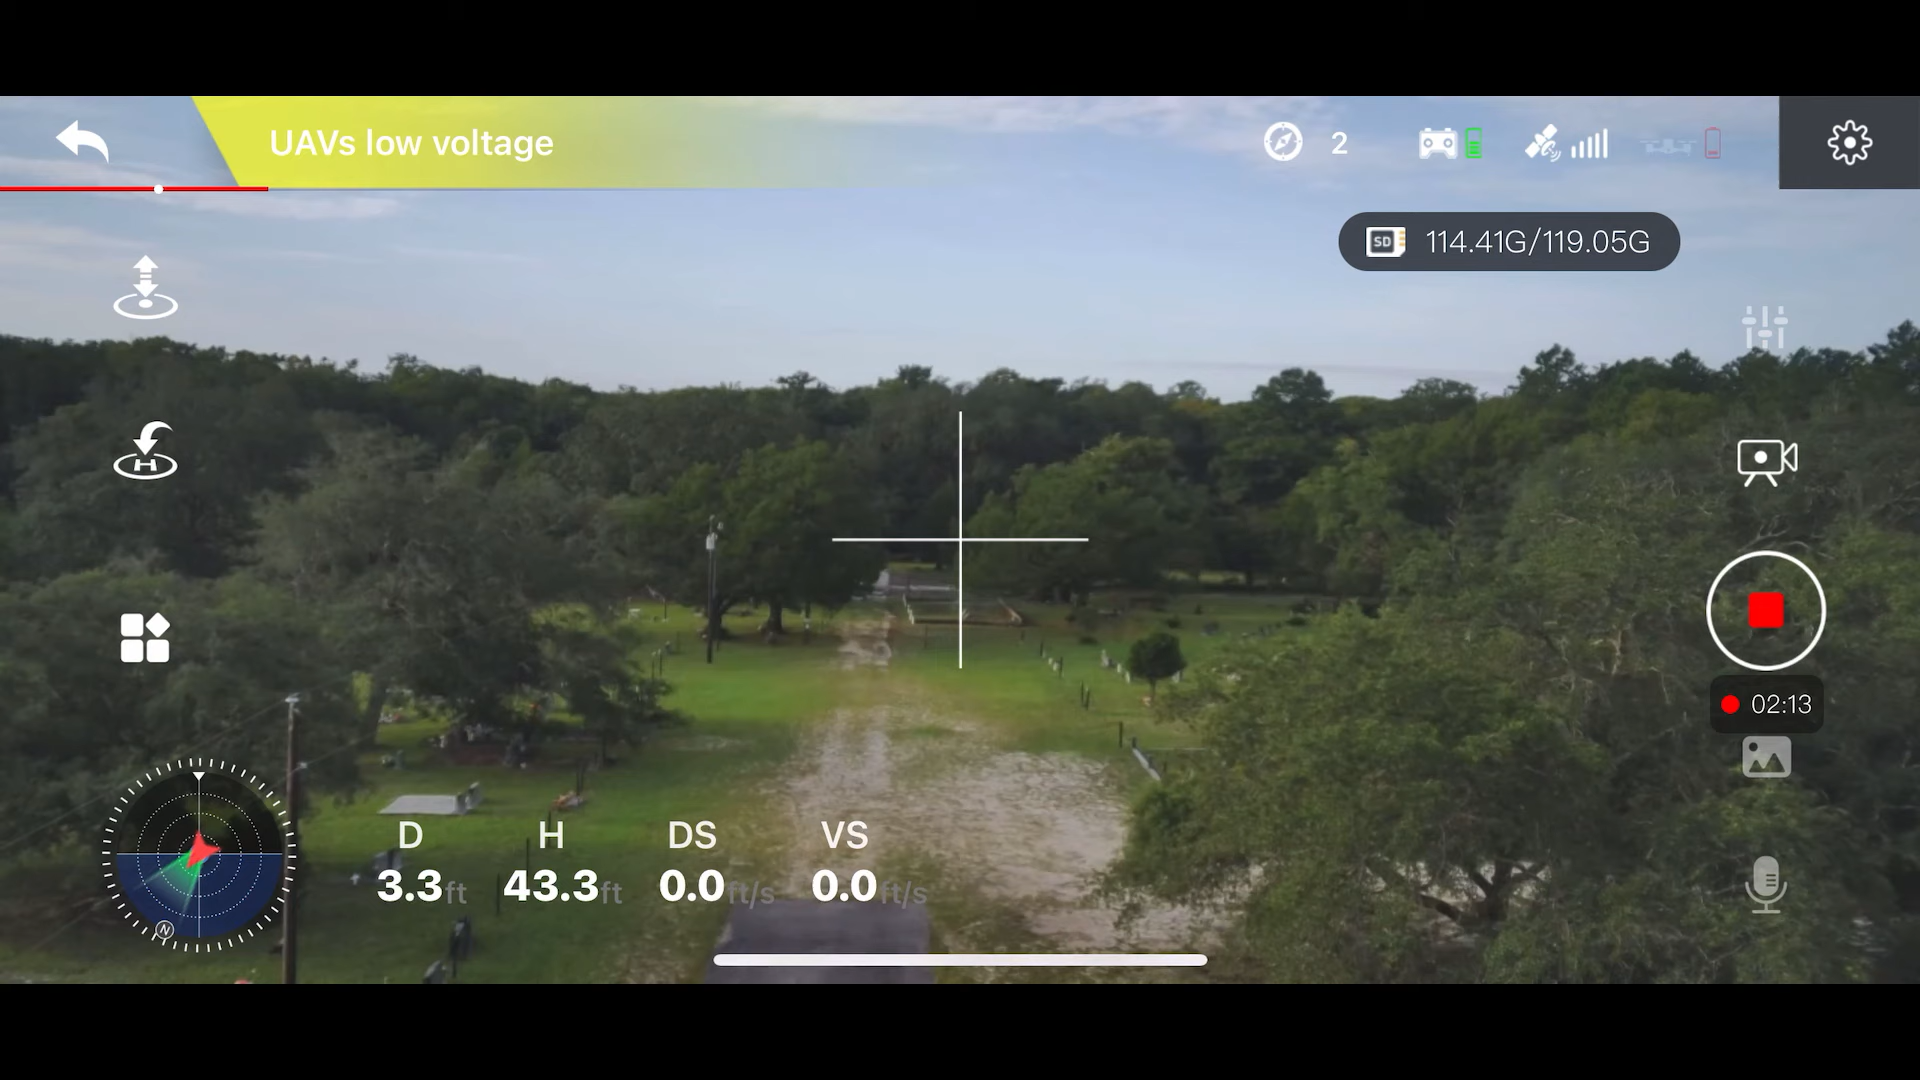 UAVs low voltage
2
SD 114.41G/119.05G
H
02:13
D H DS VS
3.3ft 43.3ft 0.0ft/s 0.0ft/s
N